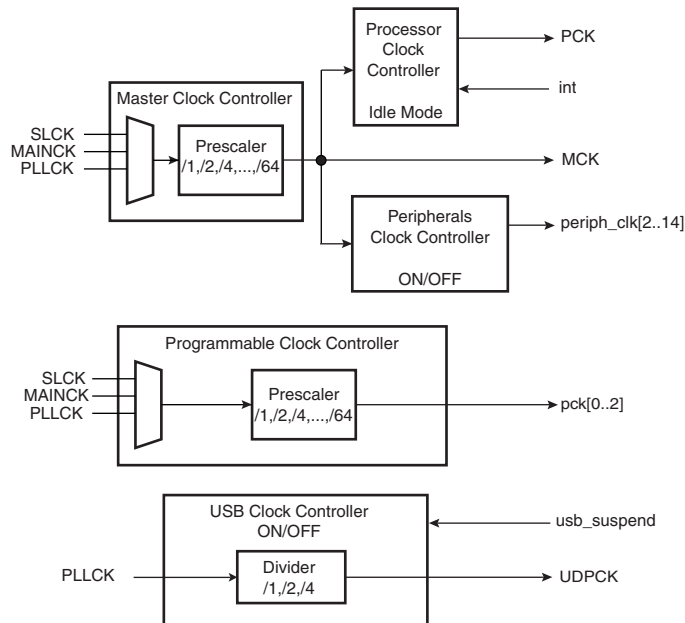 Processor
Clock
Controller
Idle Mode
PCK
int
Master Clock Controller
SLCK
MAINCK
PLLCK
Prescaler
/1,/2,/4,...,/64
MCK
Peripherals
Clock Controller
ON/OFF
periph_clk[2..14]
Programmable Clock Controller
SLCK
MAINCK
PLLCK
Prescaler
/1,/2,/4,...,/64
pck[0..2]
USB Clock Controller
ON/OFF
usb_suspend
PLLCK
Divider
/1,/2,/4
UDPCK